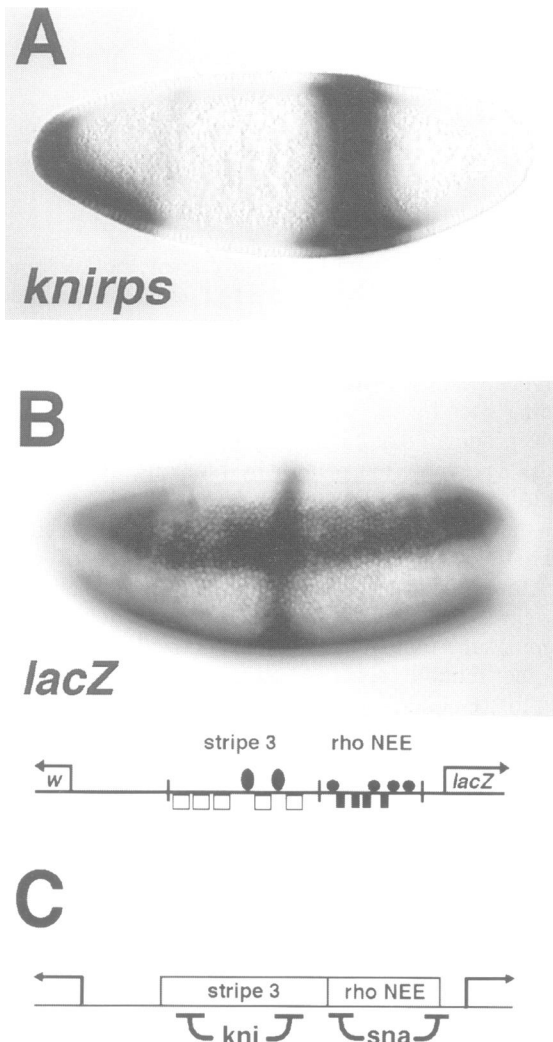 A
knirps
B
lacZ
stripe 3 rho NEE
w lacZ
C
stripe 3 rho NEE
kni sna